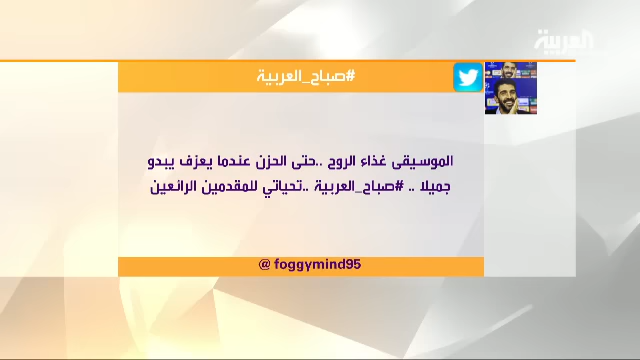 العربية
#صباح_العربية
الموسيقى غذاء الروح ..حتى الحزن عندما يعزف يبدو
جميلا .. #صباح_العربية ..تحياتي للمقدمين الرائعين
@ foggymind95